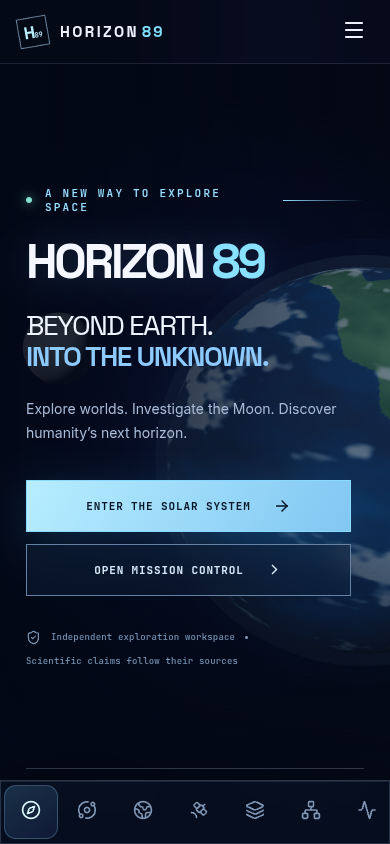 H89
HORIZON 89
A NEW WAY TO EXPLORE
SPACE
HORIZON 89
BEYOND EARTH.
INTO THE UNKNOWN.
Explore worlds. Investigate the Moon. Discover
humanity’s next horizon.
ENTER THE SOLAR SYSTEM
OPEN MISSION CONTROL
Independent exploration workspace •
Scientific claims follow their sources